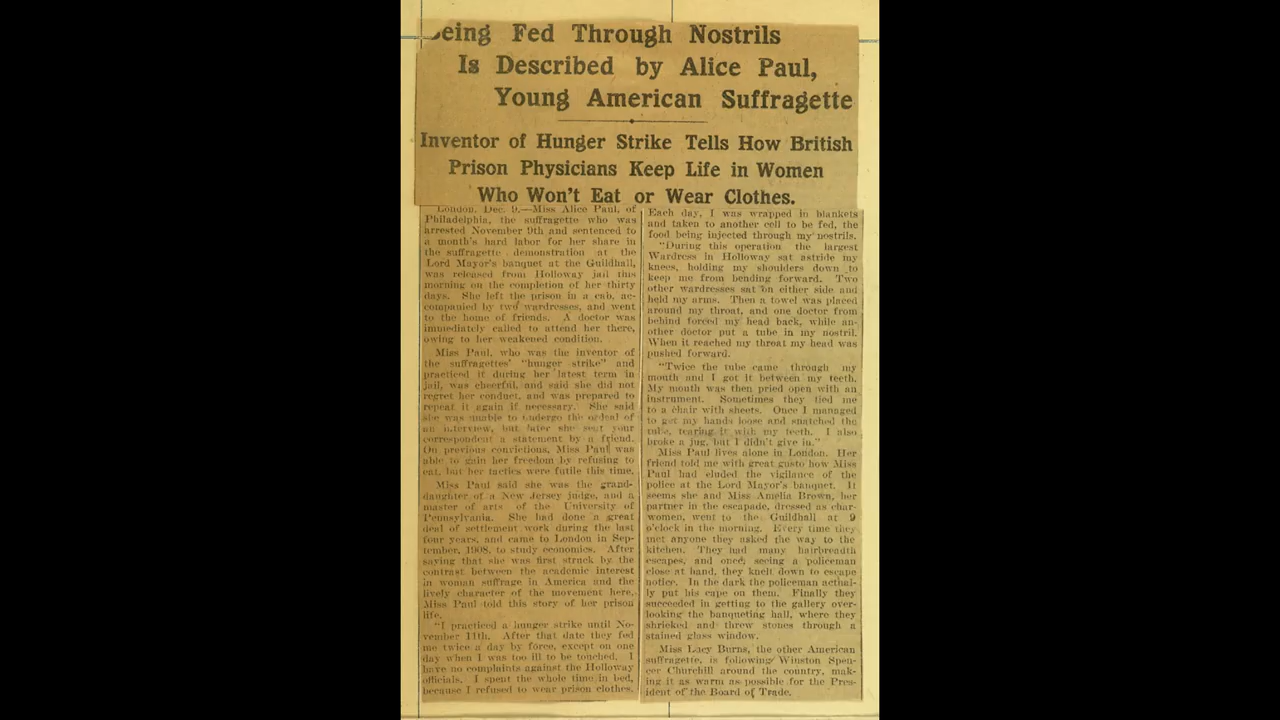 eing Fed Through Nostrils
Is Described by Alice Paul,
Young American Suffragette
Inventor of Hunger Strike Tells How British
Prison Physicians Keep Life in Women
Who Won't Eat or Wear Clothes.
London, Dec. 9.—Miss Alice Paul, of
Philadelphia, the suffragette who was
arrested November 9th and sentenced to
a month's hard labor for her share in
the suffragette demonstration at the
Lord Mayor's banquet at the Guildhall,
was released from Holloway jail this
morning on the completion of her thirty
days. She left the prison in a cab, ac-
companied by two wardresses, and went
to the home of friends. A doctor was
immediately called to attend her there,
owing to her weakened condition.
Miss Paul, who was the inventor of
the suffragettes' "hunger strike" and
practiced it during her latest term in
jail, was cheerful, and said she did not
regret her conduct, and was prepared to
repeat it again if necessary. She said
she was unable to undergo the ordeal of
an interview, but later she sent your
correspondent a statement by a friend.
On previous convictions, Miss Paul was
able to gain her freedom by refusing to
eat, but her tactics were futile this time.
Miss Paul said she was the grand-
daughter of a New Jersey judge, and a
master of arts of the University of
Pennsylvania. She had done a great
deal of settlement work during the last
four years, and came to London in Sep-
tember, 1908, to study economics. After
saying that she was first struck by the
contrast between the academic interest
in woman suffrage in America and the
lively character of the movement here,
Miss Paul told this story of her prison
life.
"I practiced a hunger strike until No-
vember 11th. After that date they fed
me twice a day by force, except on one
day when I was too ill to be touched. I
have no complaints against the Holloway
officials. I spent the whole time in bed,
because I refused to wear prison clothes.
Each day, I was wrapped in blankets
and taken to another cell to be fed, the
food being injected through my nostrils.
"During this operation the largest
Wardress in Holloway sat astride my
knees, holding my shoulders down to
keep me from bending forward. Two
other wardresses sat on either side and
held my arms. Then a towel was placed
around my throat, and one doctor from
behind forced my head back, while an-
other doctor put a tube in my nostril.
When it reached my throat my head was
pushed forward.
"Twice the tube came through my
mouth and I got it between my teeth.
My mouth was then pried open with an
instrument. Sometimes they tied me
to a chair with sheets. Once I managed
to get my hands loose and snatched the
tube, tearing it with my teeth. I also
broke a jug, but I didn't give in."
Miss Paul lives alone in London. Her
friend told me with great gusto how Miss
Paul had eluded the vigilance of the
police at the Lord Mayor's banquet. It
seems she and Miss Amelia Brown, her
partner in the escapade, dressed as char-
women, went to the Guildhall at 9
o'clock in the morning. Every time they
met anyone they asked the way to the
kitchen. They had many hairbreadth
escapes, and once, seeing a policeman
close at hand, they knelt down to escape
notice. In the dark the policeman actual-
ly put his cape on them. Finally they
succeeded in getting to the gallery over-
looking the banqueting hall, where they
shrieked and threw stones through a
stained glass window.
Miss Lucy Burns, the other American
suffragette, is following Winston Spen-
cer Churchill around the country, mak-
ing it as warm as possible for the Pres-
ident of the Board of Trade.